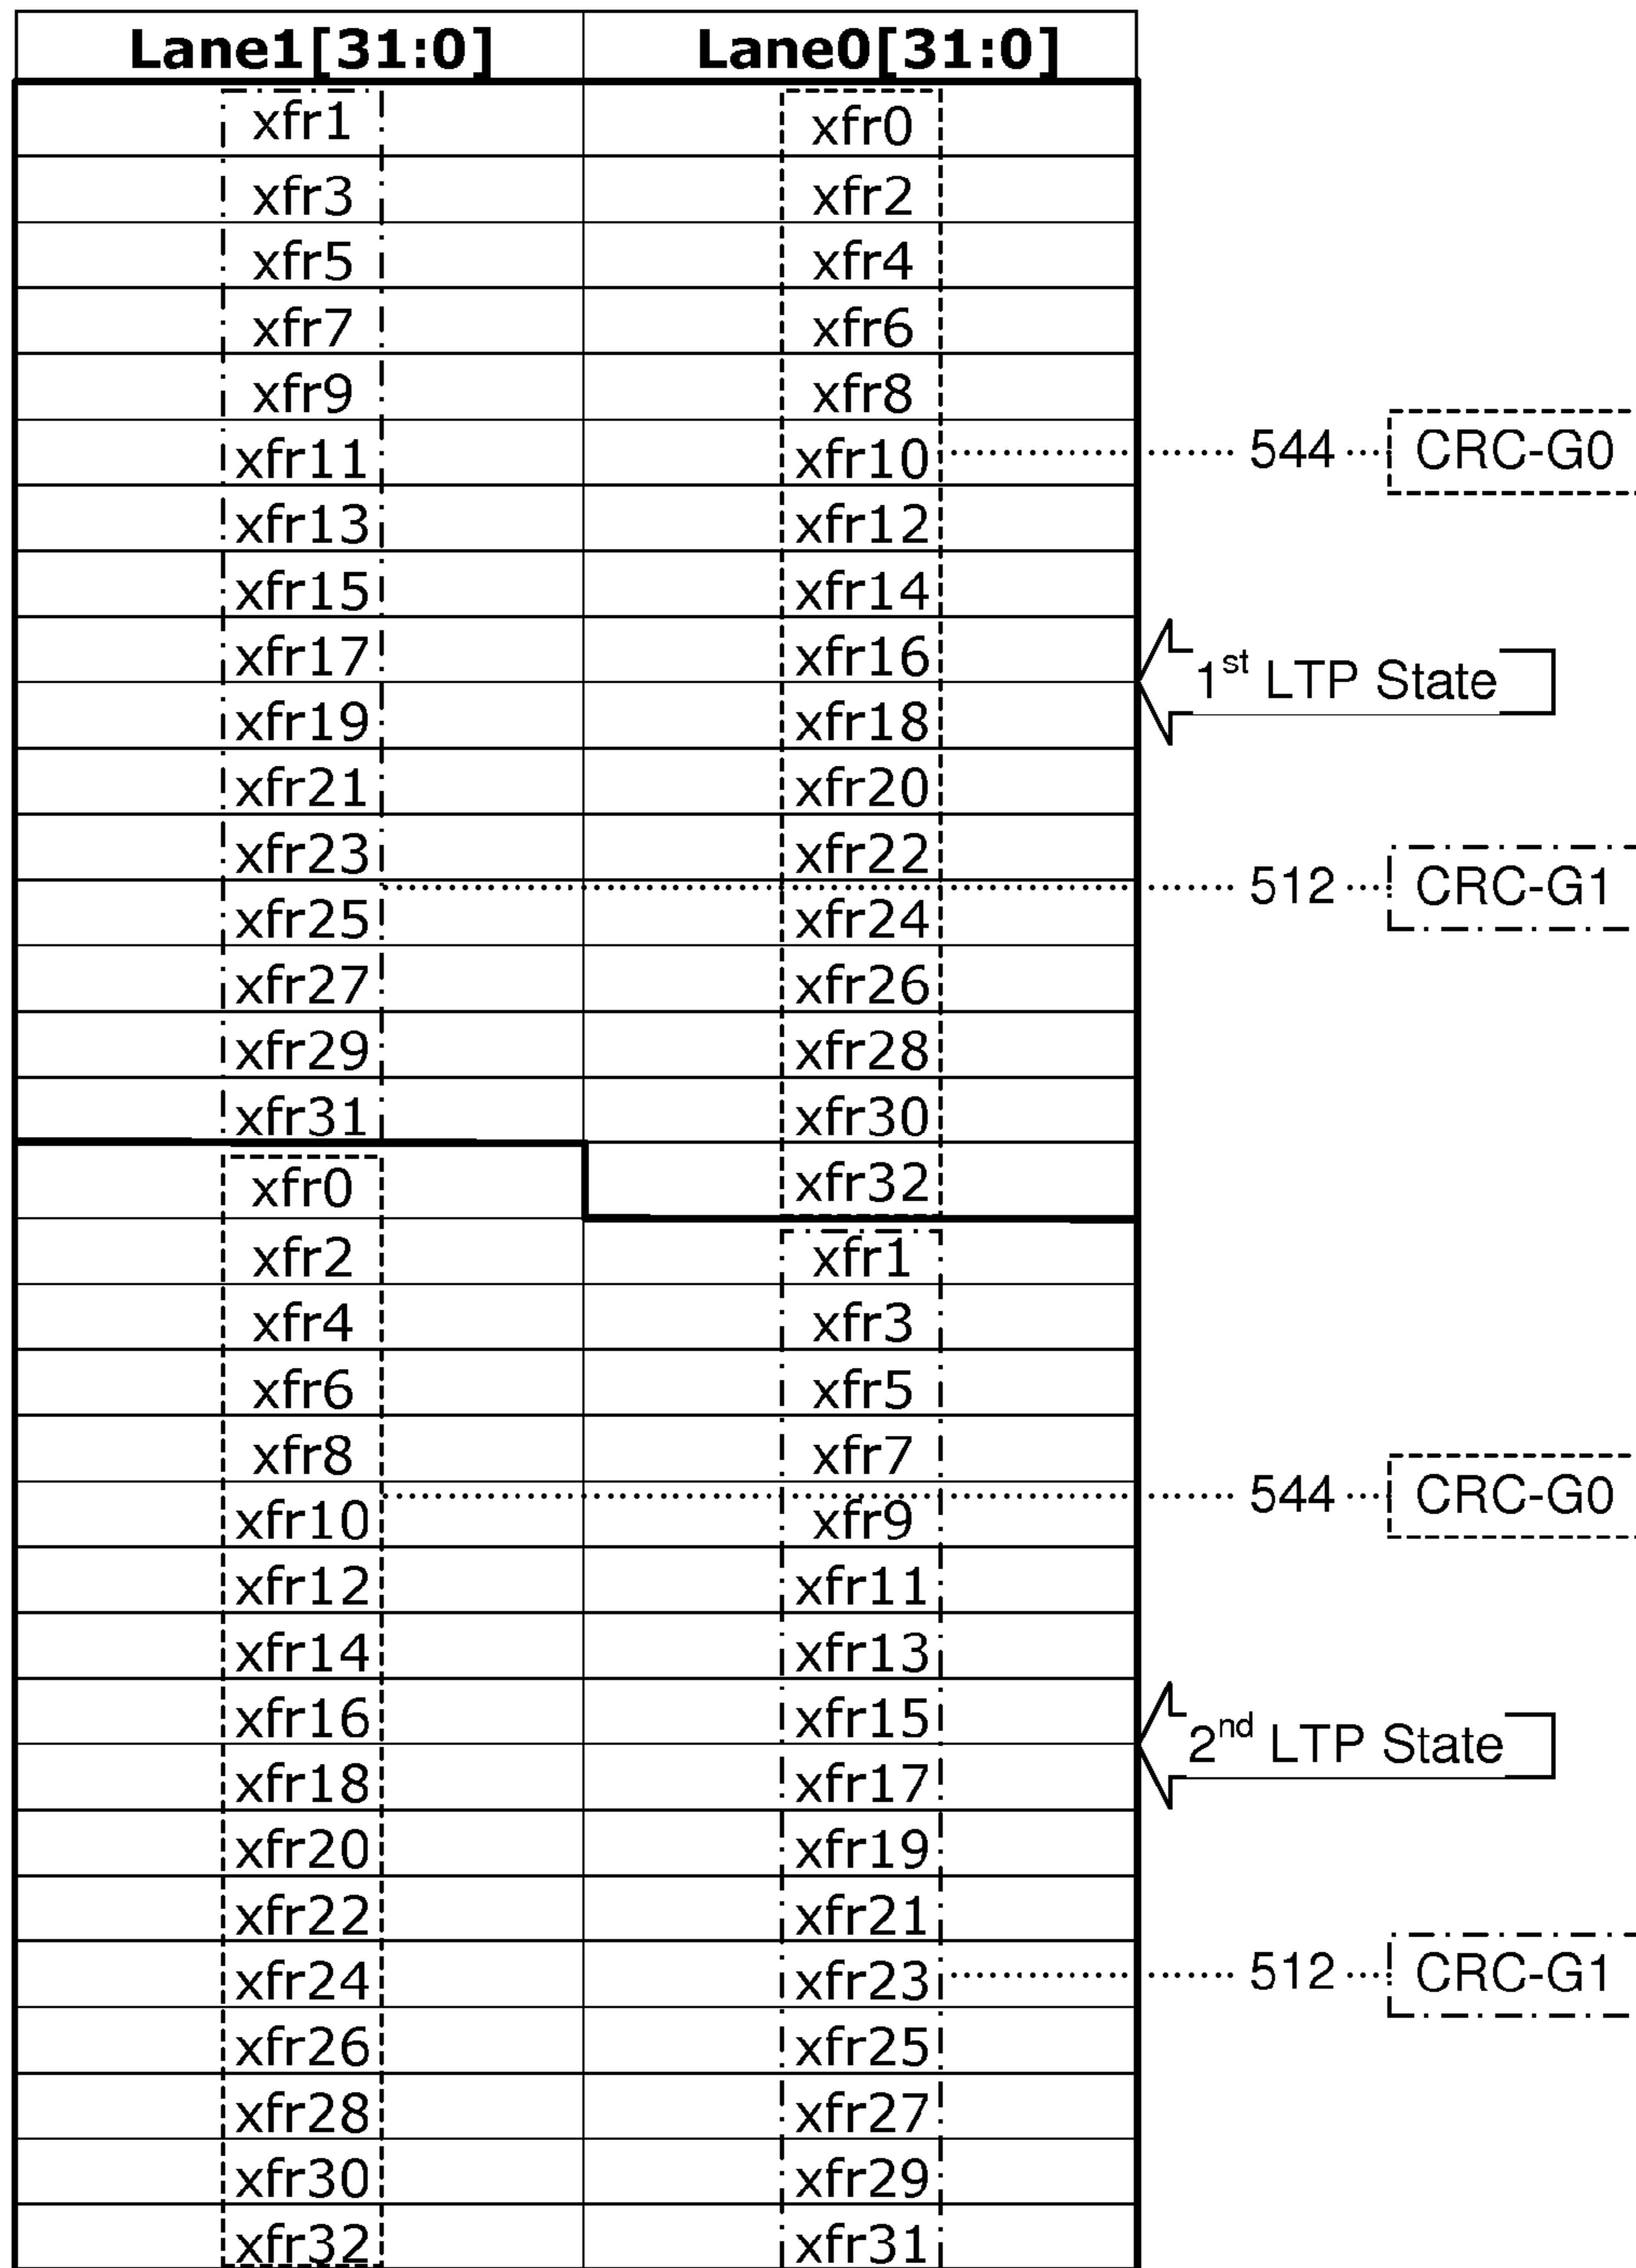 Lane1[31:0] Lane0[31:0]
xfr1 xfr0
xfr3 xfr2
xfr5 xfr4
xfr7 xfr6
xfr9 xfr8
xfr11 xfr10 544 CRC-G0
xfr13 xfr12
xfr15 xfr14
xfr17 xfr16
1st LTP State
xfr19 xfr18
xfr21 xfr20
xfr23 xfr22
512 CRC-G1
xfr25 xfr24
xfr27 xfr26
xfr29 xfr28
xfr31 xfr30
xfr0 xfr32
xfr2 xfr1
xfr4 xfr3
xfr6 xfr5
xfr8 xfr7
544 CRC-G0
xfr10 xfr9
xfr12 xfr11
xfr14 xfr13
xfr16 xfr15
2nd LTP State
xfr18 xfr17
xfr20 xfr19
xfr22 xfr21
xfr24 xfr23 512 CRC-G1
xfr26 xfr25
xfr28 xfr27
xfr30 xfr29
xfr32 xfr31